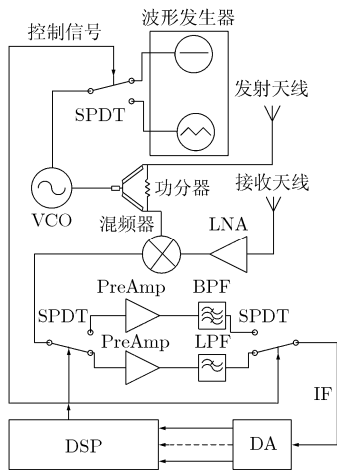 波形发生器
控制信号
发射天线
SPDT
功分器
接收天线
VCO
混频器
LNA
PreAmp
BPF
SPDT
SPDT
PreAmp
LPF
IF
DSP
DA